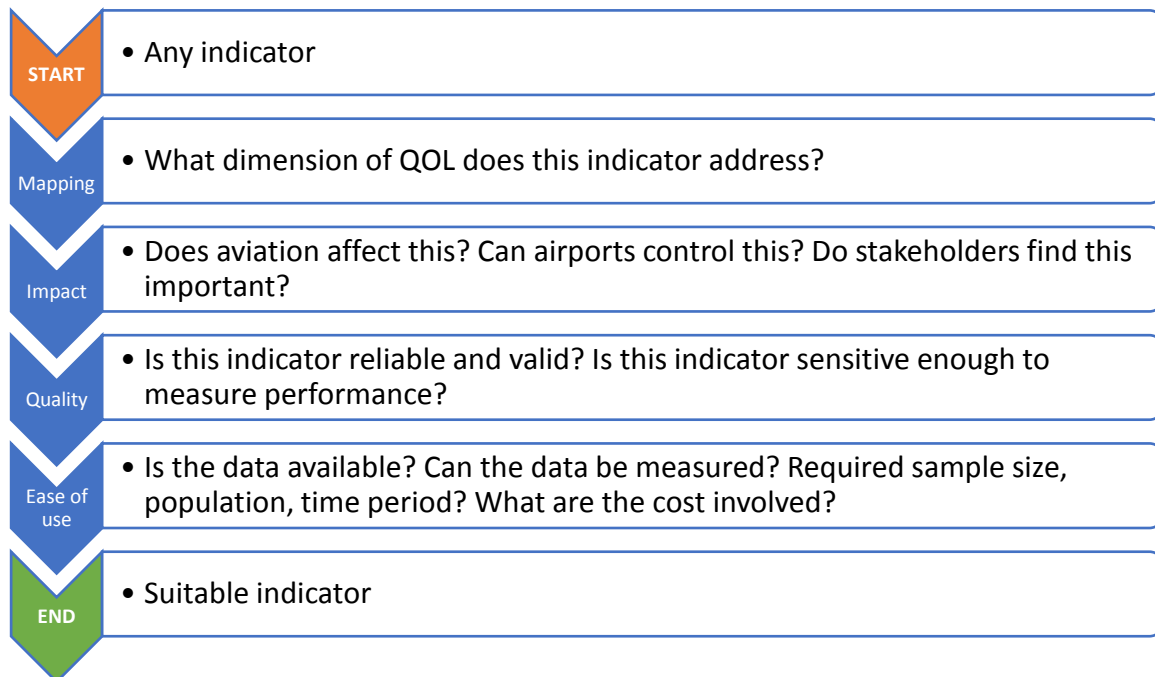 START
• Any indicator
Mapping
• What dimension of QOL does this indicator address?
Impact
• Does aviation affect this? Can airports control this? Do stakeholders find this
important?
Quality
• Is this indicator reliable and valid? Is this indicator sensitive enough to
measure performance?
Ease of
use
• Is the data available? Can the data be measured? Required sample size,
population, time period? What are the cost involved?
END
• Suitable indicator